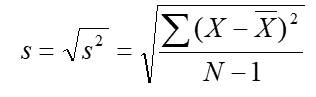 s = √s² = √(∑(X − X̄)² / (N − 1))